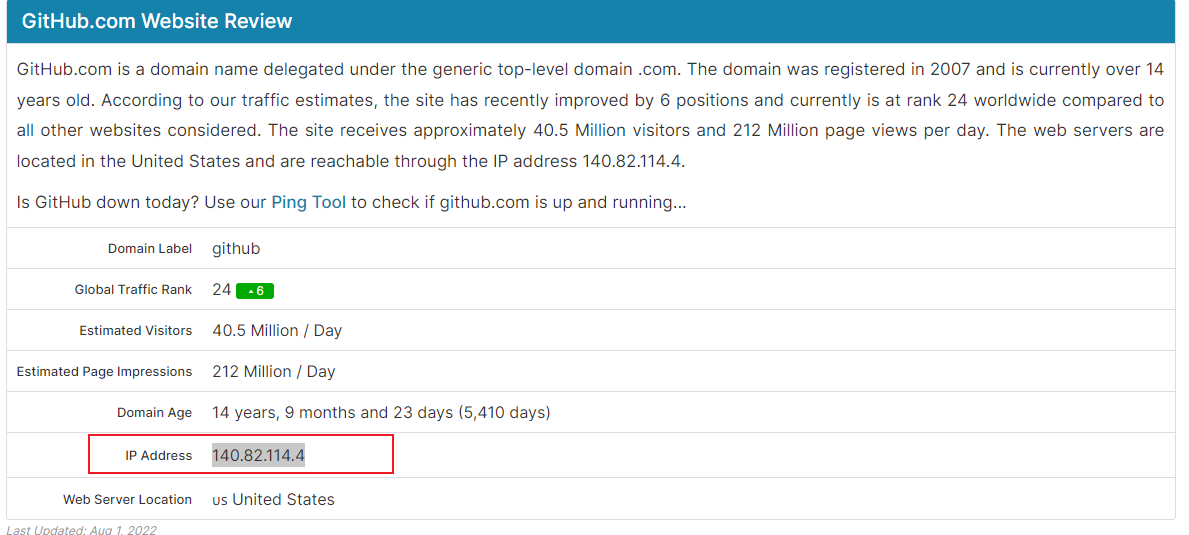 GitHub.com Website Review
GitHub.com is a domain name delegated under the generic top-level domain .com. The domain was registered in 2007 and is currently over 14
years old. According to our traffic estimates, the site has recently improved by 6 positions and currently is at rank 24 worldwide compared to
all other websites considered. The site receives approximately 40.5 Million visitors and 212 Million page views per day. The web servers are
located in the United States and are reachable through the IP address 140.82.114.4.
Is GitHub down today? Use our Ping Tool to check if github.com is up and running...
Domain Label github
Global Traffic Rank 24 ▲6
Estimated Visitors 40.5 Million / Day
Estimated Page Impressions 212 Million / Day
Domain Age 14 years, 9 months and 23 days (5,410 days)
IP Address 140.82.114.4
Web Server Location us United States
Last Updated: Aug 1, 2022